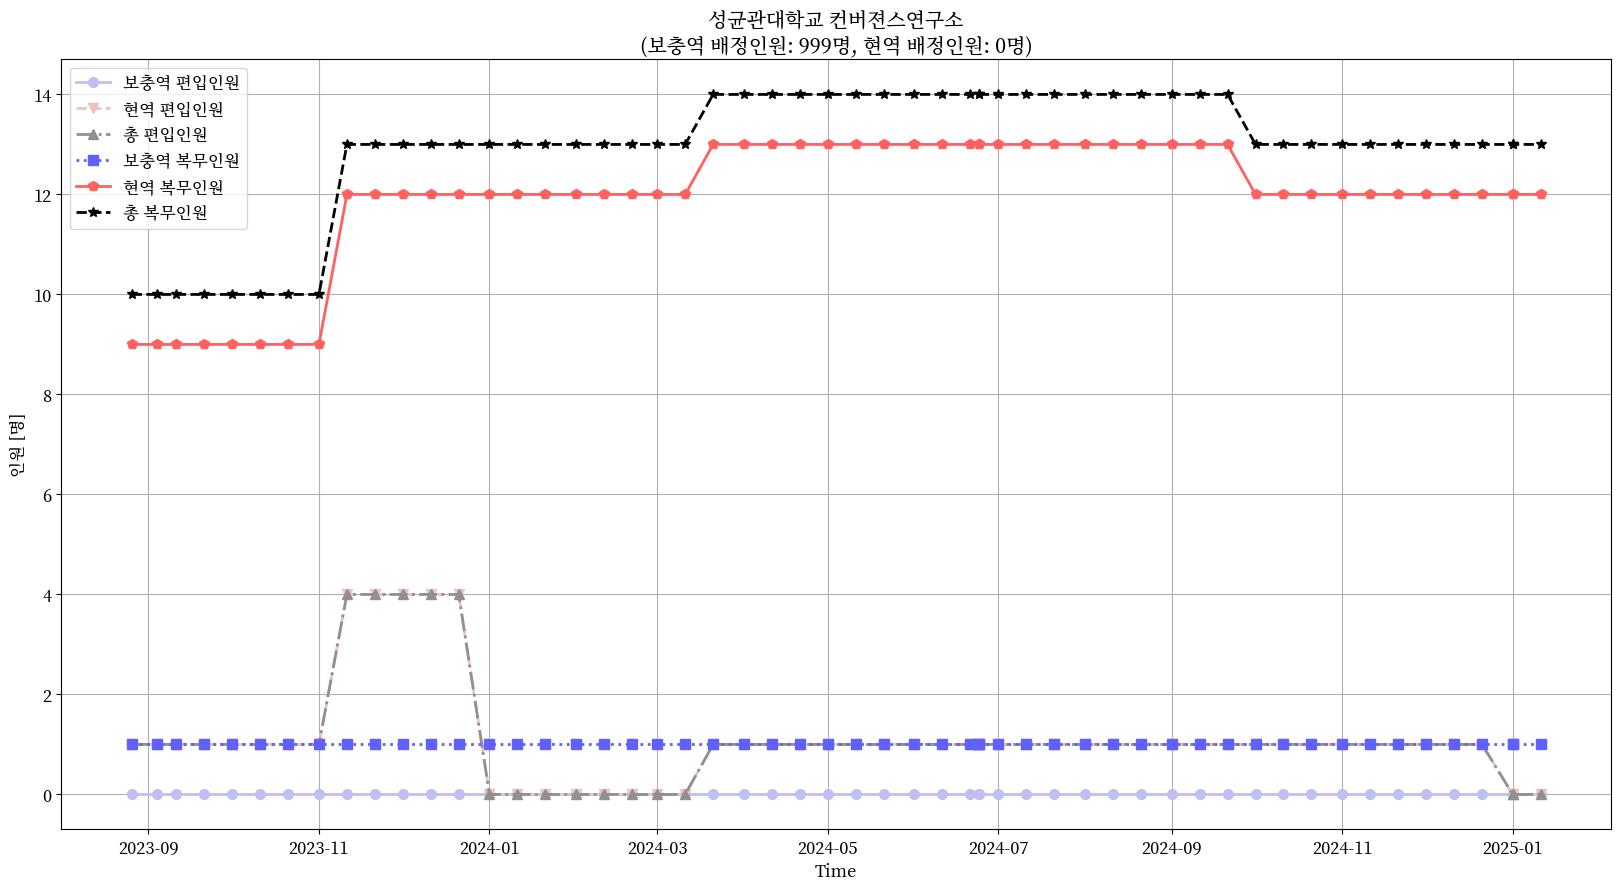 성균관대학교 컨버젼스연구소
(보충역 배정인원: 999명, 현역 배정인원: 0명)
보충역 편입인원
현역 편입인원
총 편입인원
보충역 복무인원
현역 복무인원
총 복무인원
14
12
10
8
6
4
2
0
인원 [명]
2023-09
2023-11
2024-01
2024-03
2024-05
2024-07
2024-09
2024-11
2025-01
Time